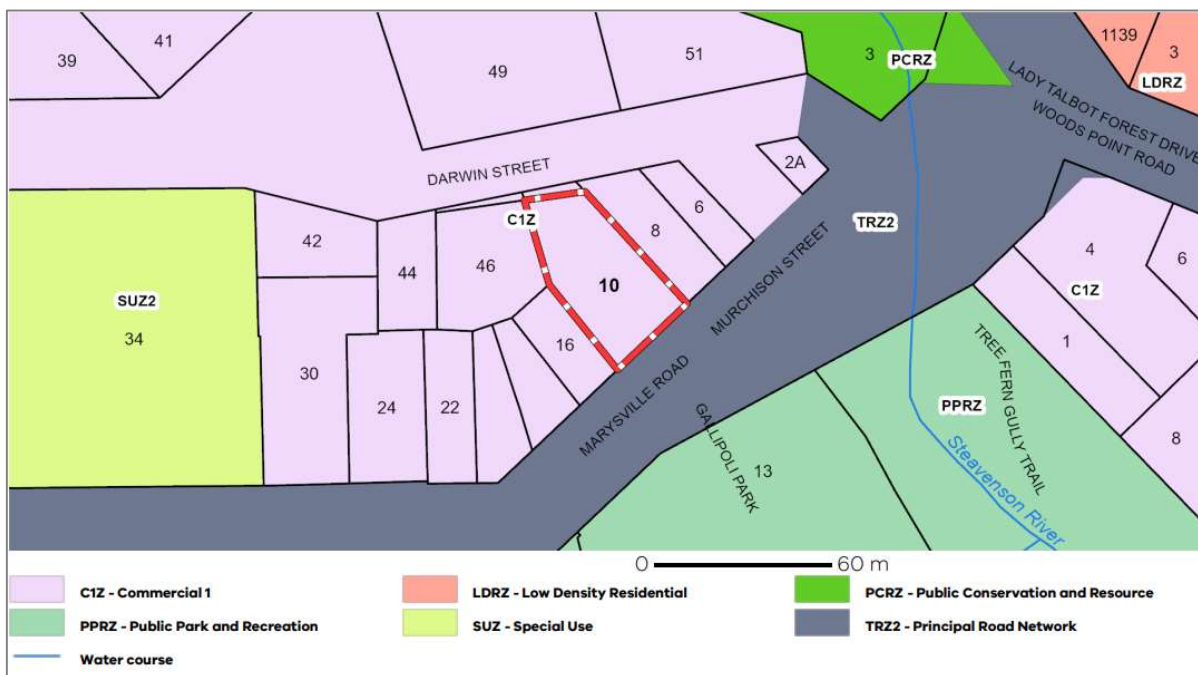 39
41
49
51
3
PCRZ
1139
3
LDRZ
LADY TALBOT FOREST DRIVE
WOODS POINT ROAD
DARWIN STREET
2A
C1Z
42
44
46
10
8
6
TRZ2
MURCHISON STREET
4
6
C1Z
SUZ2
34
30
24
22
16
MARYSVILLE ROAD
1
8
PPRZ
TREE FERN GULLY TRAIL
GALLIPOLI PARK
13
Steavenson River
0 60 m
C1Z - Commercial 1
LDRZ - Low Density Residential
PCRZ - Public Conservation and Resource
PPRZ - Public Park and Recreation
SUZ - Special Use
TRZ2 - Principal Road Network
Water course